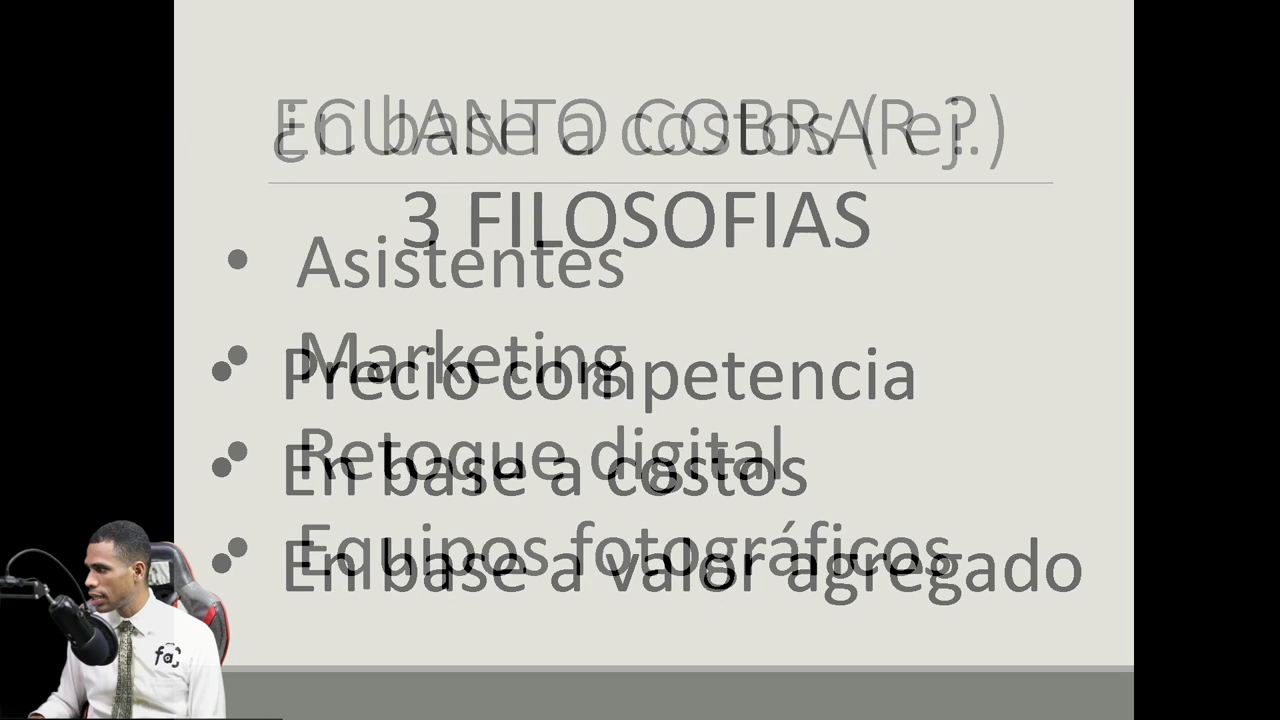 ¿CUANTO COBRAR?
3 FILOSOFIAS
• Precio competencia
• En base a costos
• En base a valor agregado
En base a costos (ej.)
• Asistentes
• Marketing
• Retoque digital
• Equipos fotográficos
fa